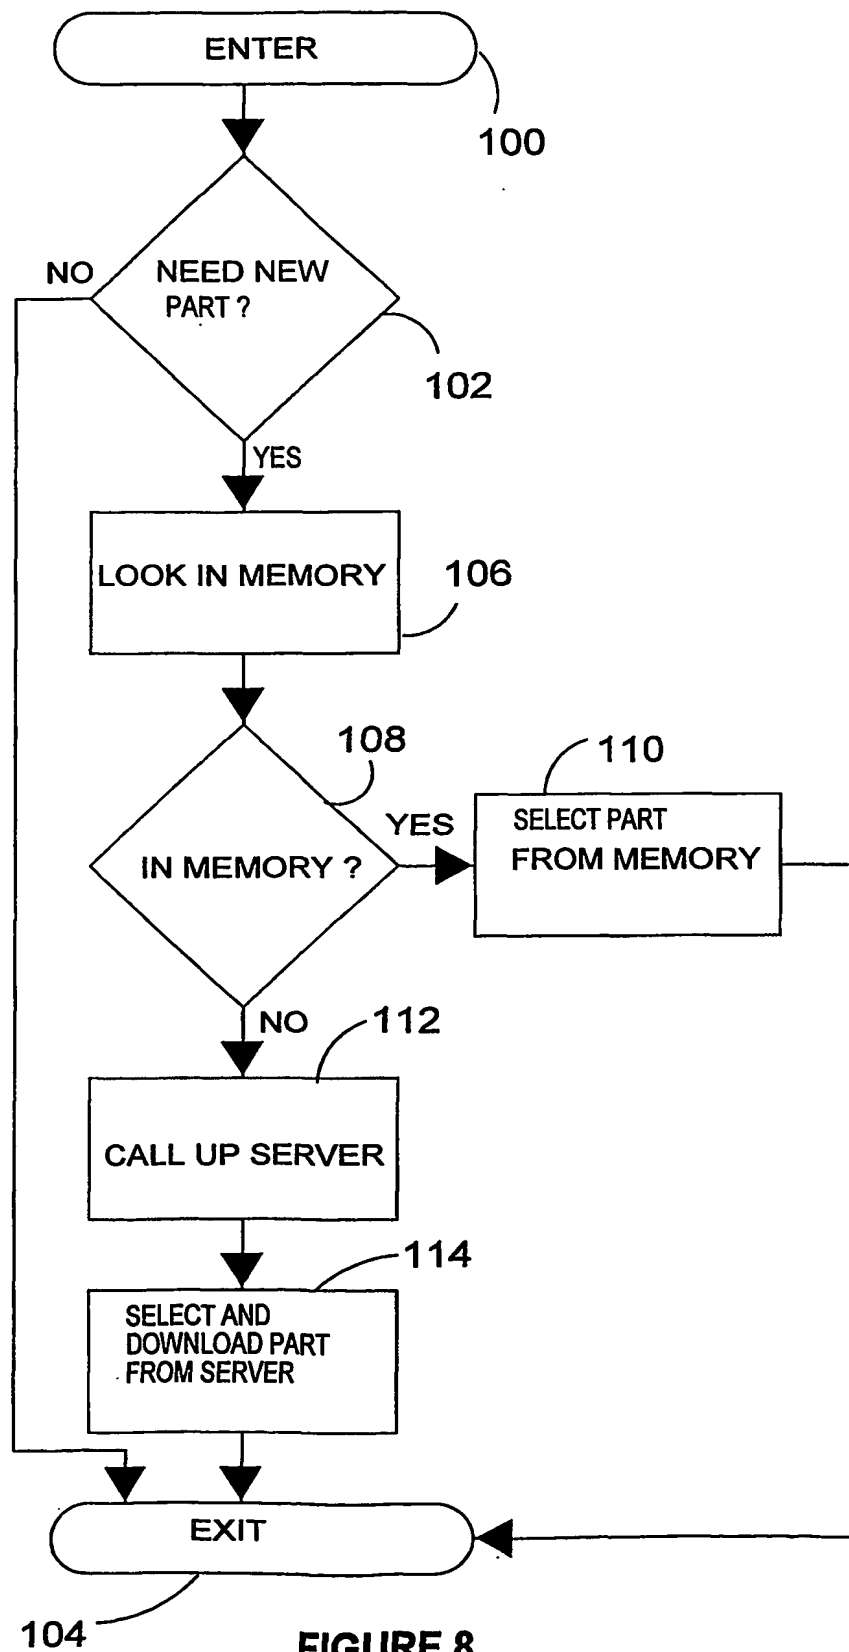 ENTER
100
NO
NEED NEW
PART ?
102
YES
LOOK IN MEMORY
106
108
110
YES
SELECT PART
FROM MEMORY
IN MEMORY ?
NO
112
CALL UP SERVER
114
SELECT AND
DOWNLOAD PART
FROM SERVER
EXIT
104
FIGURE 8